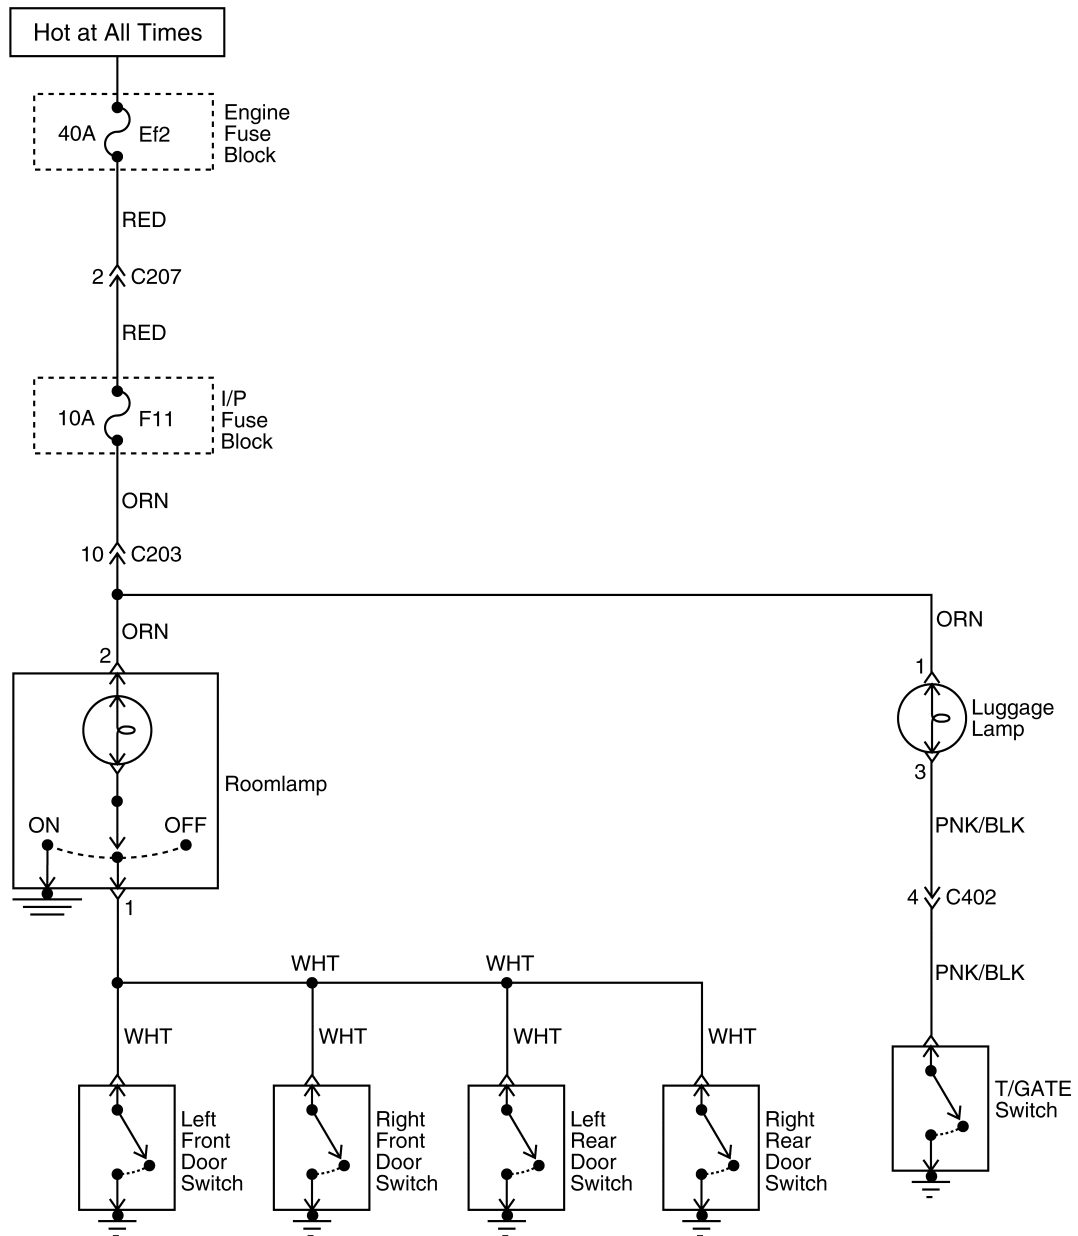 Hot at All Times
40A
Ef2
Engine
Fuse
Block
RED
2
C207
RED
10A
F11
I/P
Fuse
Block
ORN
10
C203
ORN
ORN
2
1
Luggage
Lamp
3
Roomlamp
ON
OFF
PNK/BLK
4
C402
1
WHT
WHT
PNK/BLK
WHT
WHT
WHT
WHT
Left
Front
Door
Switch
Right
Front
Door
Switch
Left
Rear
Door
Switch
Right
Rear
Door
Switch
T/GATE
Switch